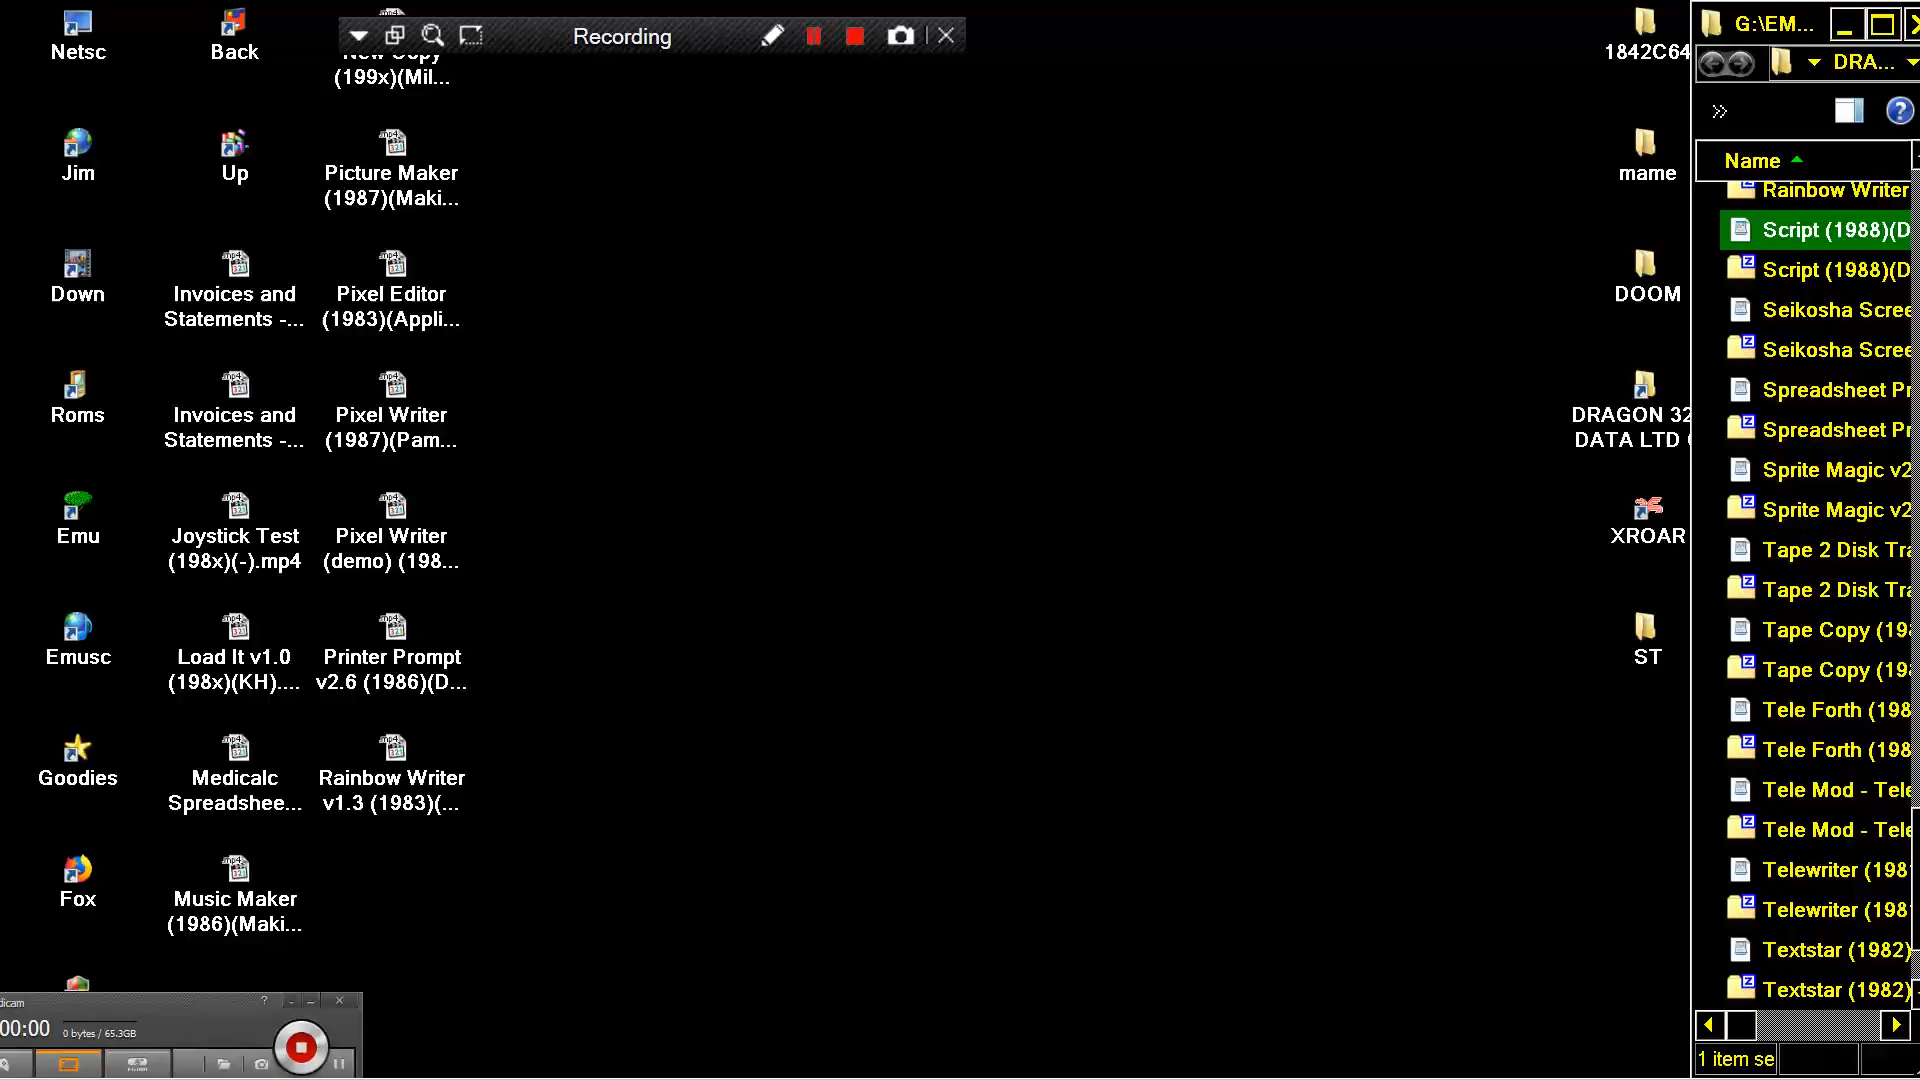 Recording
Netsc
Back
New Copy
(199x)(Mil...
Jim
Up
Picture Maker
(1987)(Maki...
Down
Invoices and
Statements -...
Pixel Editor
(1983)(Appli...
Roms
Invoices and
Statements -...
Pixel Writer
(1987)(Pam...
Emu
Joystick Test
(198x)(-).mp4
Pixel Writer
(demo) (198...
Emusc
Load It v1.0
(198x)(KH)....
Printer Prompt
v2.6 (1986)(D...
Goodies
Medicalc
Spreadshee...
Rainbow Writer
v1.3 (1983)(...
Fox
Music Maker
(1986)(Maki...
dicam
00:00
0 bytes / 65.3GB
1842C64
mame
DOOM
DRAGON 32
DATA LTD
XROAR
ST
G:\EM...
DRA...
Name
Rainbow Writer
Script (1988)(D
Script (1988)(D
Seikosha Scree
Seikosha Scree
Spreadsheet Pr
Spreadsheet Pr
Sprite Magic v2
Sprite Magic v2
Tape 2 Disk Tra
Tape 2 Disk Tra
Tape Copy (198
Tape Copy (198
Tele Forth (198
Tele Forth (198
Tele Mod - Tele
Tele Mod - Tele
Telewriter (198
Telewriter (198
Textstar (1982)
Textstar (1982)
1 item se